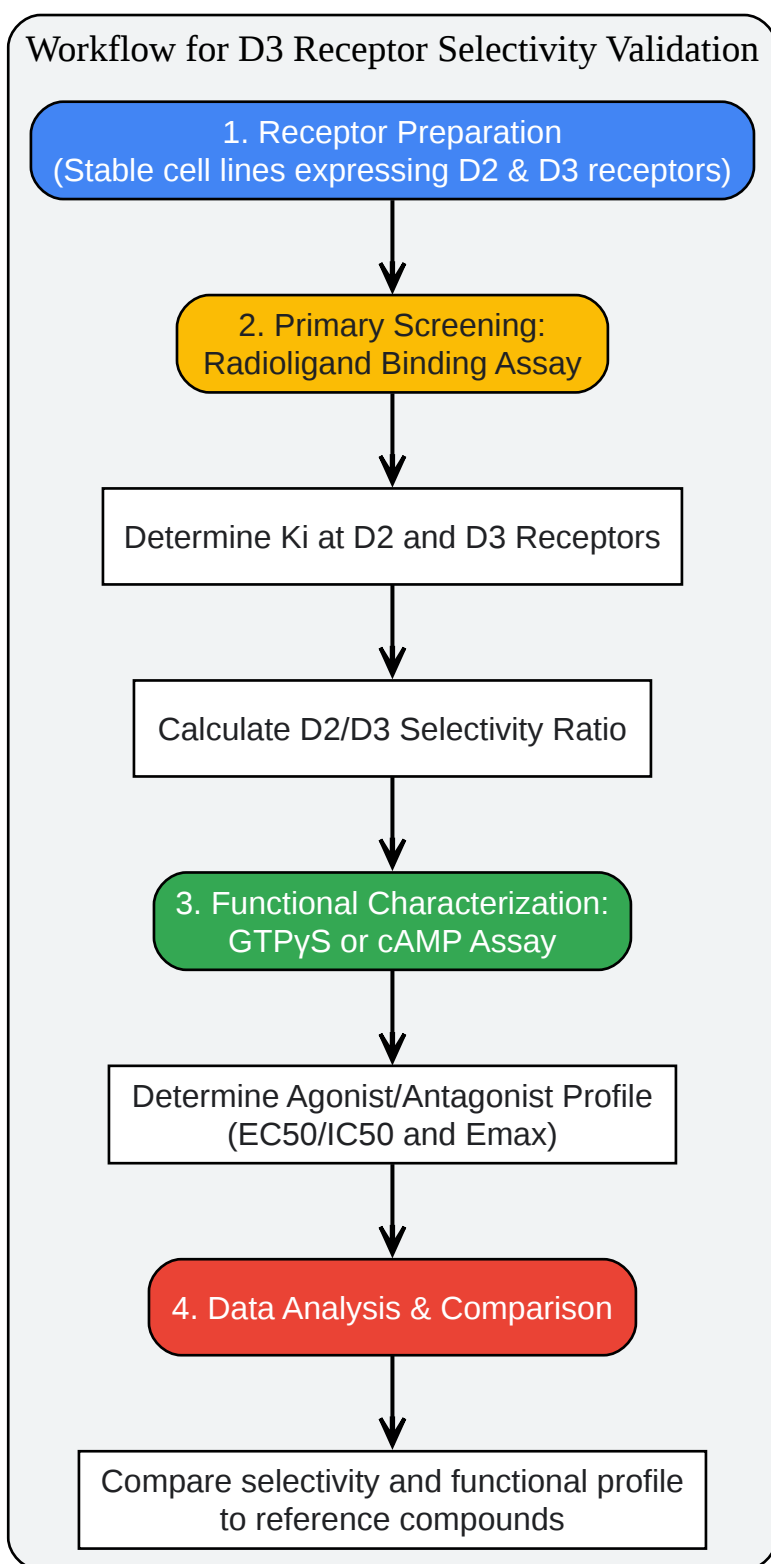 Workflow for D3 Receptor Selectivity Validation
1. Receptor Preparation
(Stable cell lines expressing D2 & D3 receptors)
2. Primary Screening:
Radioligand Binding Assay
Determine Ki at D2 and D3 Receptors
Calculate D2/D3 Selectivity Ratio
3. Functional Characterization:
GTPγS or cAMP Assay
Determine Agonist/Antagonist Profile
(EC50/IC50 and Emax)
4. Data Analysis & Comparison
Compare selectivity and functional profile
to reference compounds